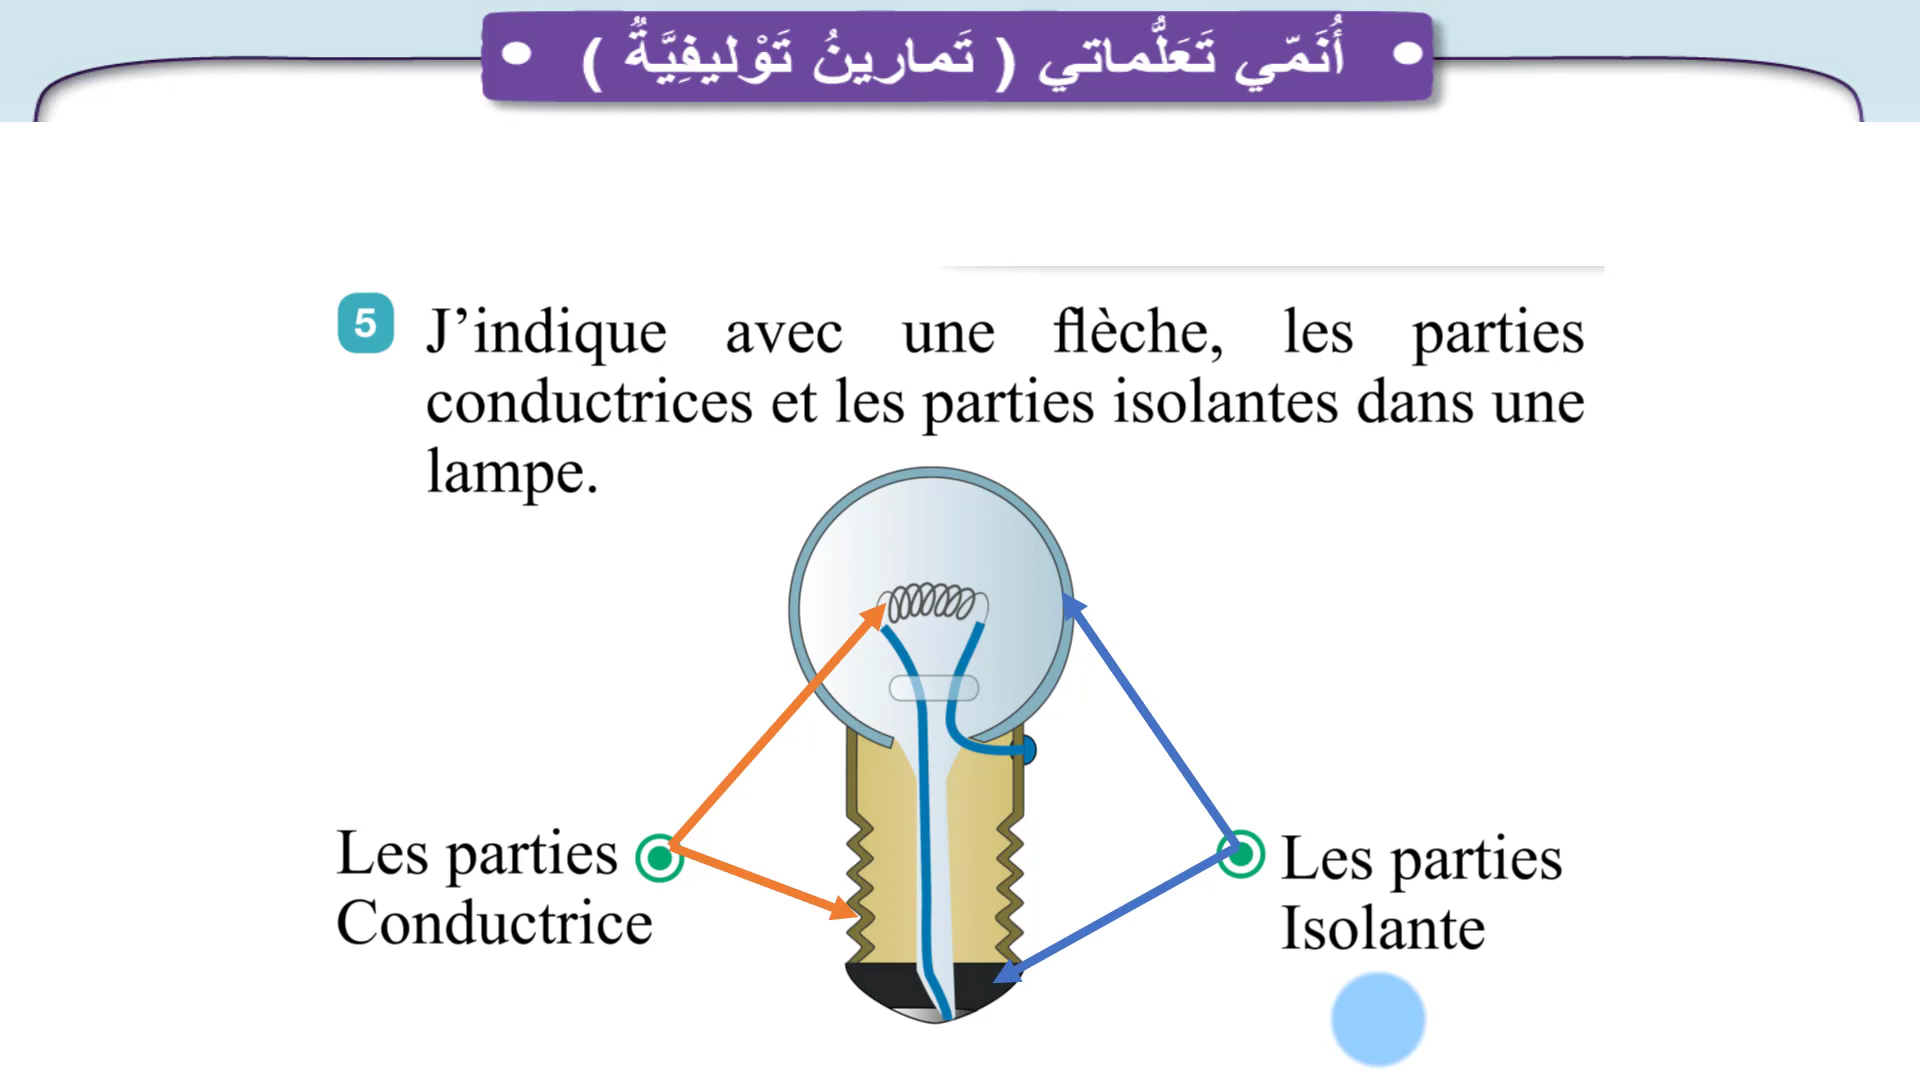 • أُنَمّي تَعَلُّماتي ( تَمارينُ تَوْليفِيَّةٌ ) •
5 J’indique avec une flèche, les parties
conductrices et les parties isolantes dans une
lampe.
Les parties
Conductrice
Les parties
Isolante